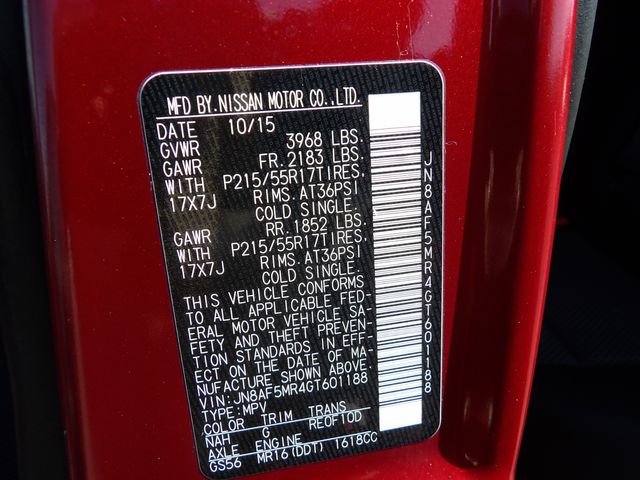 MFD BY.NISSAN MOTOR CO.,LTD.
DATE 10/15
GVWR 3968 LBS.
GAWR FR.2183 LBS.
WITH P215/55R17TIRES.
17X7J RIMS.AT36PSI
COLD SINGLE.
GAWR RR.1852 LBS.
WITH P215/55R17TIRES.
17X7J RIMS.AT36PSI
COLD SINGLE.
THIS VEHICLE CONFORMS
TO ALL APPLICABLE FED-
ERAL MOTOR VEHICLE SA-
FETY AND THEFT PREVEN-
TION STANDARDS IN EFF-
ECT ON THE DATE OF MA-
NUFACTURE SHOWN ABOVE.
VIN:JN8AF5MR4GT601188
TYPE:MPV
COLOR TRIM TRANS
NAH G RE0F10D
AXLE ENGINE
GS56 MR16(DDT) 1618CC
JN8AF5MR4GT601188